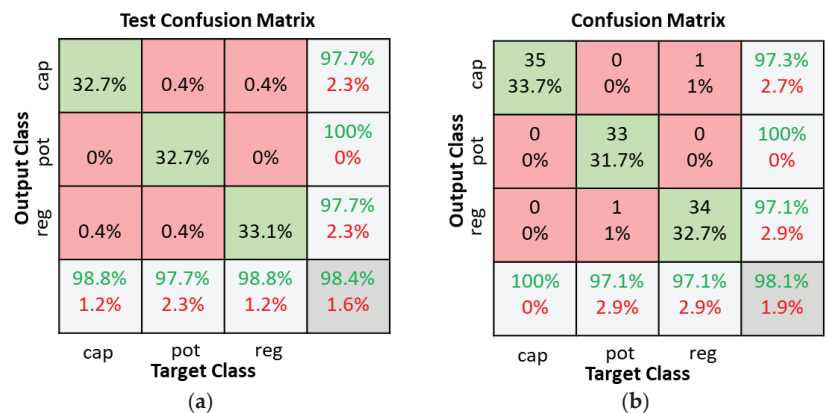 Test Confusion Matrix
Output Class
cap
32.7% 0.4% 0.4% 97.7%
2.3%
pot
0% 32.7% 0% 100%
0%
reg
0.4% 0.4% 33.1% 97.7%
2.3%
98.8% 97.7% 98.8% 98.4%
1.2% 2.3% 1.2% 1.6%
cap pot reg
Target Class
(a)
Confusion Matrix
Output Class
cap
35 0 1 97.3%
33.7% 0% 1% 2.7%
pot
0 33 0 100%
0% 31.7% 0% 0%
reg
0 1 34 97.1%
0% 1% 32.7% 2.9%
100% 97.1% 97.1% 98.1%
0% 2.9% 2.9% 1.9%
cap pot reg
Target Class
(b)